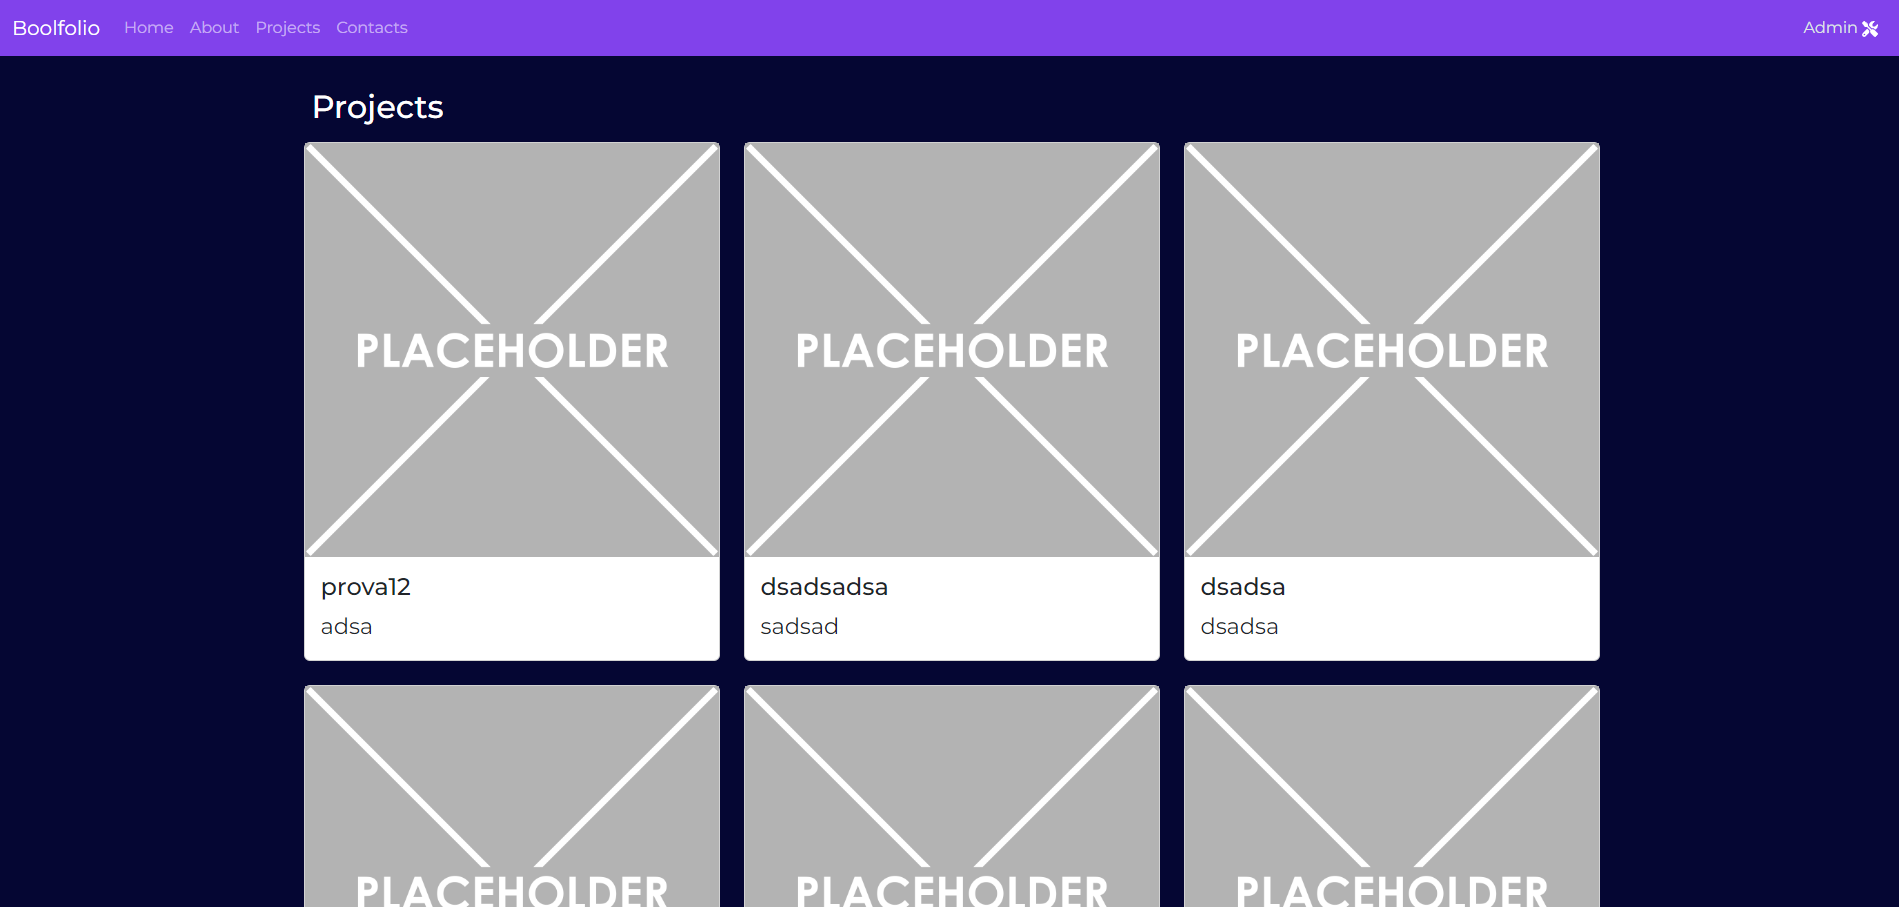 Boolfolio Home About Projects Contacts Admin
Projects
PLACEHOLDER PLACEHOLDER PLACEHOLDER
prova12 dsadsadsa dsadsa
adsa sadsad dsadsa
PLACEHOLDER PLACEHOLDER PLACEHOLDER